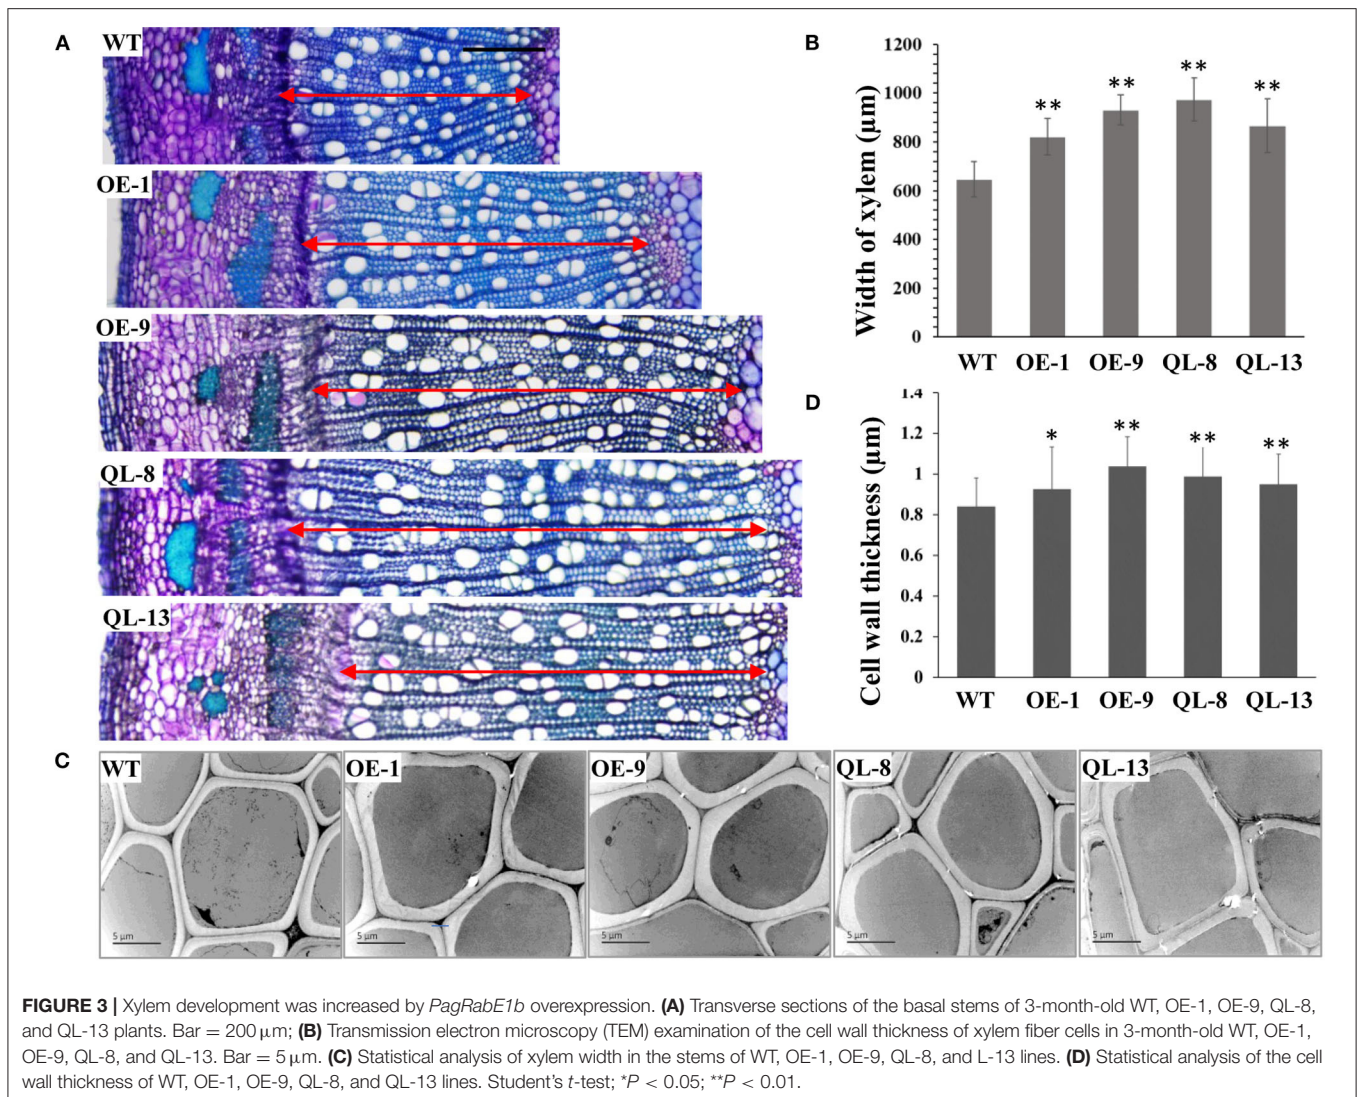 A
WT
OE-1
OE-9
QL-8
QL-13
B
1200
1000
800
600
400
200
0
Width of xylem (μm)
**
**
**
**
WT OE-1 OE-9 QL-8 QL-13
D
1.4
1.2
1
0.8
0.6
0.4
0.2
0
Cell wall thickness (μm)
*
**
**
**
WT OE-1 OE-9 QL-8 QL-13
C
WT
5 μm
OE-1
5 μm
OE-9
5 μm
QL-8
5 μm
QL-13
5 μm
FIGURE 3 | Xylem development was increased by PagRabE1b overexpression. (A) Transverse sections of the basal stems of 3-month-old WT, OE-1, OE-9, QL-8,
and QL-13 plants. Bar = 200 μm; (B) Transmission electron microscopy (TEM) examination of the cell wall thickness of xylem fiber cells in 3-month-old WT, OE-1,
OE-9, QL-8, and QL-13. Bar = 5 μm. (C) Statistical analysis of xylem width in the stems of WT, OE-1, OE-9, QL-8, and L-13 lines. (D) Statistical analysis of the cell
wall thickness of WT, OE-1, OE-9, QL-8, and QL-13 lines. Student's t-test; *P < 0.05; **P < 0.01.